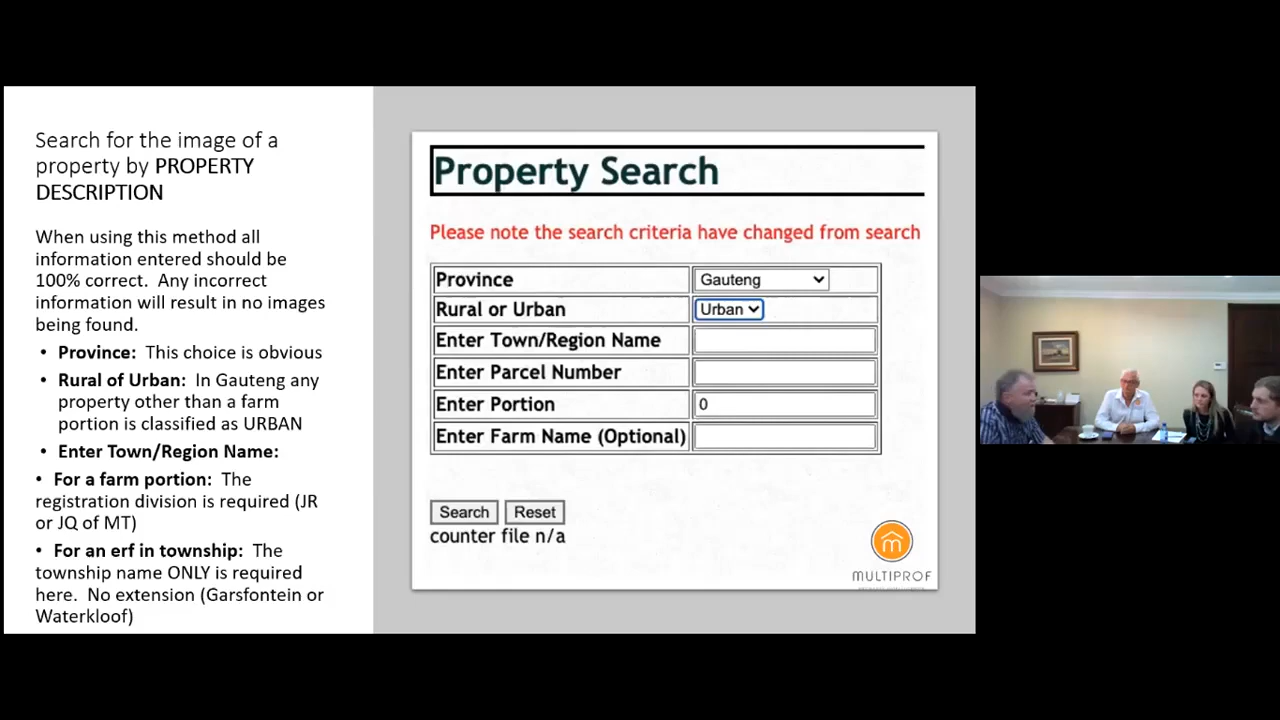 Search for the image of a
property by PROPERTY
DESCRIPTION
When using this method all
information entered should be
100% correct.  Any incorrect
information will result in no images
being found.
• Province:  This choice is obvious
• Rural of Urban:  In Gauteng any
property other than a farm
portion is classified as URBAN
• Enter Town/Region Name:
• For a farm portion:  The
registration division is required (JR
or JQ of MT)
• For an erf in township:  The
township name ONLY is required
here.  No extension (Garsfontein or
Waterkloof)
Property Search
Please note the search criteria have changed from search
Province Gauteng
Rural or Urban Urban
Enter Town/Region Name
Enter Parcel Number
Enter Portion 0
Enter Farm Name (Optional)
Search Reset
counter file n/a
MULTIPROF